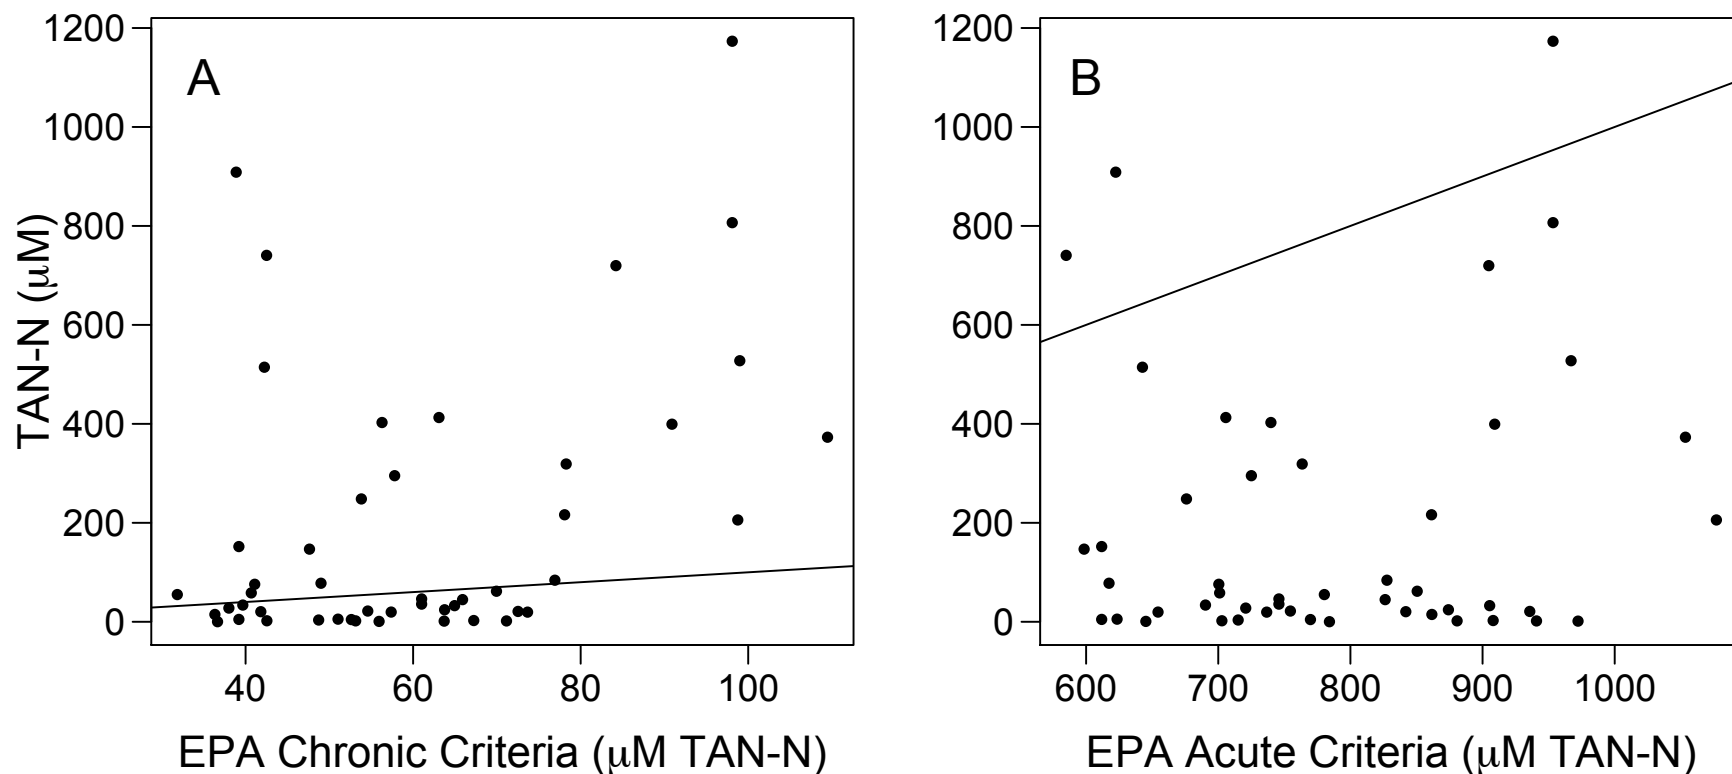 A
B
TAN-N (μM)
1200
1000
800
600
400
200
0
40 60 80 100
EPA Chronic Criteria (μM TAN-N)
1200
1000
800
600
400
200
0
600 700 800 900 1000
EPA Acute Criteria (μM TAN-N)